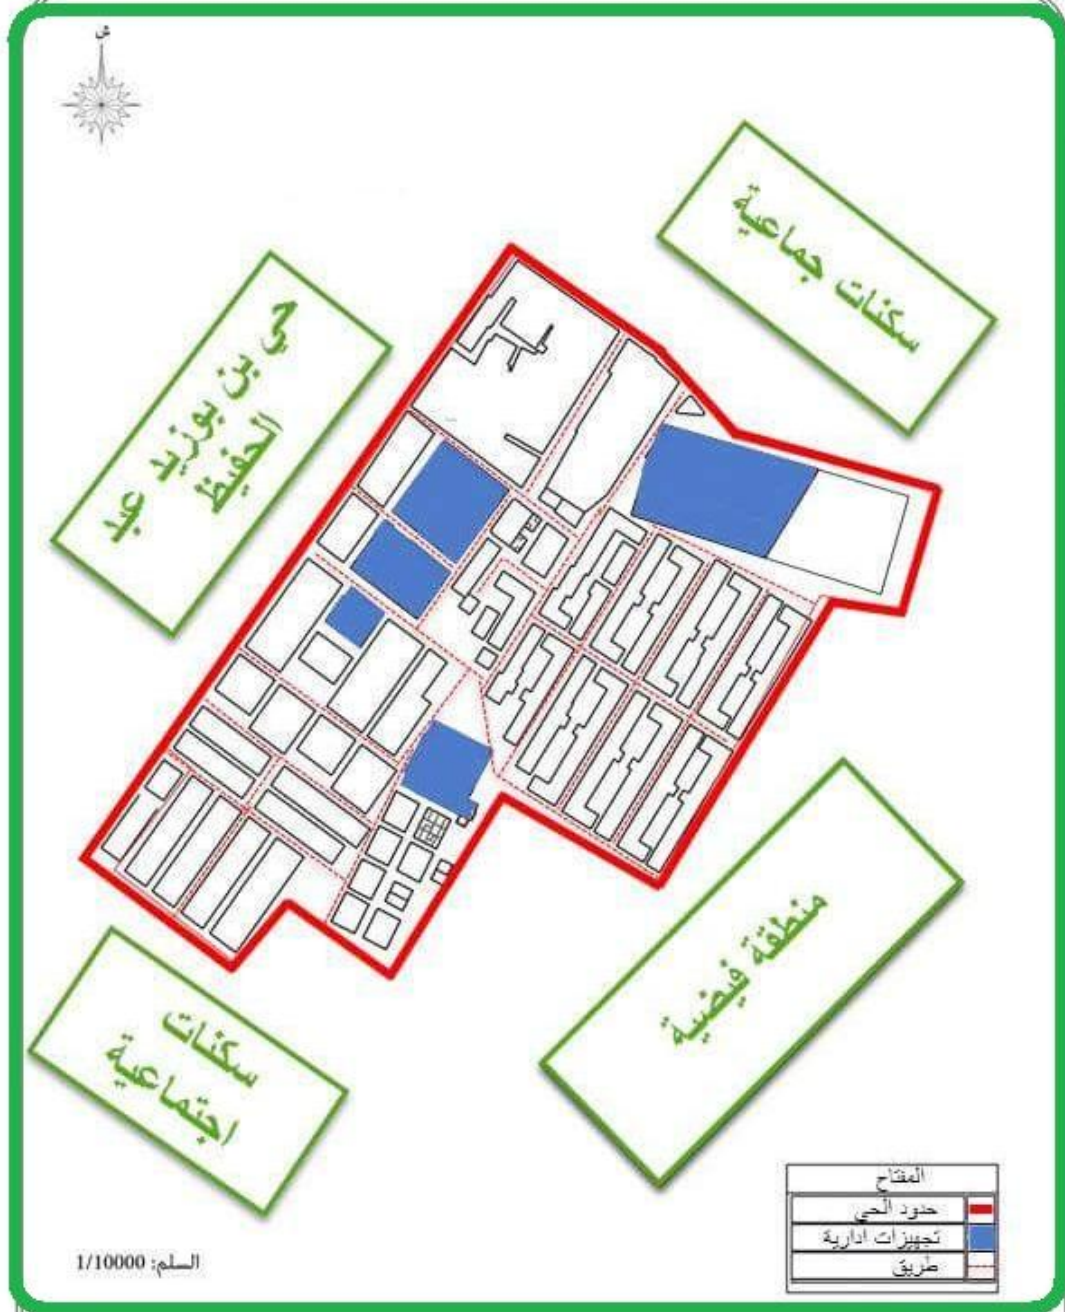 ش
سكنات جماعية
حي بن بوزيد عبد
الحفيظ
منطقة فيضية
سكنات
اجتماعية
المفتاح
حدود الحي
تجهيزات ادارية
طريق
السلم: 1/10000